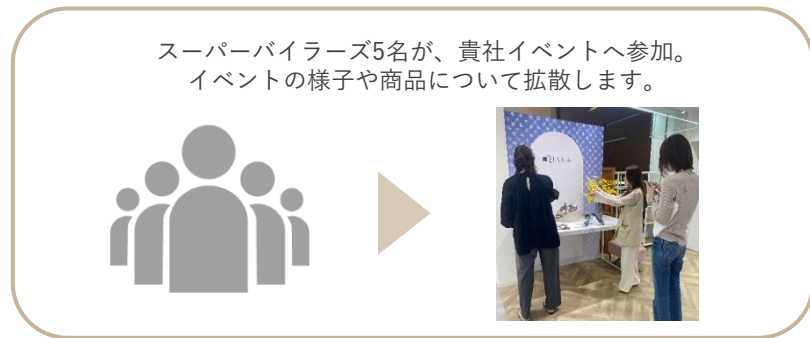 スーパーバイラーズ5名が、貴社イベントへ参加。
イベントの様子や商品について拡散します。